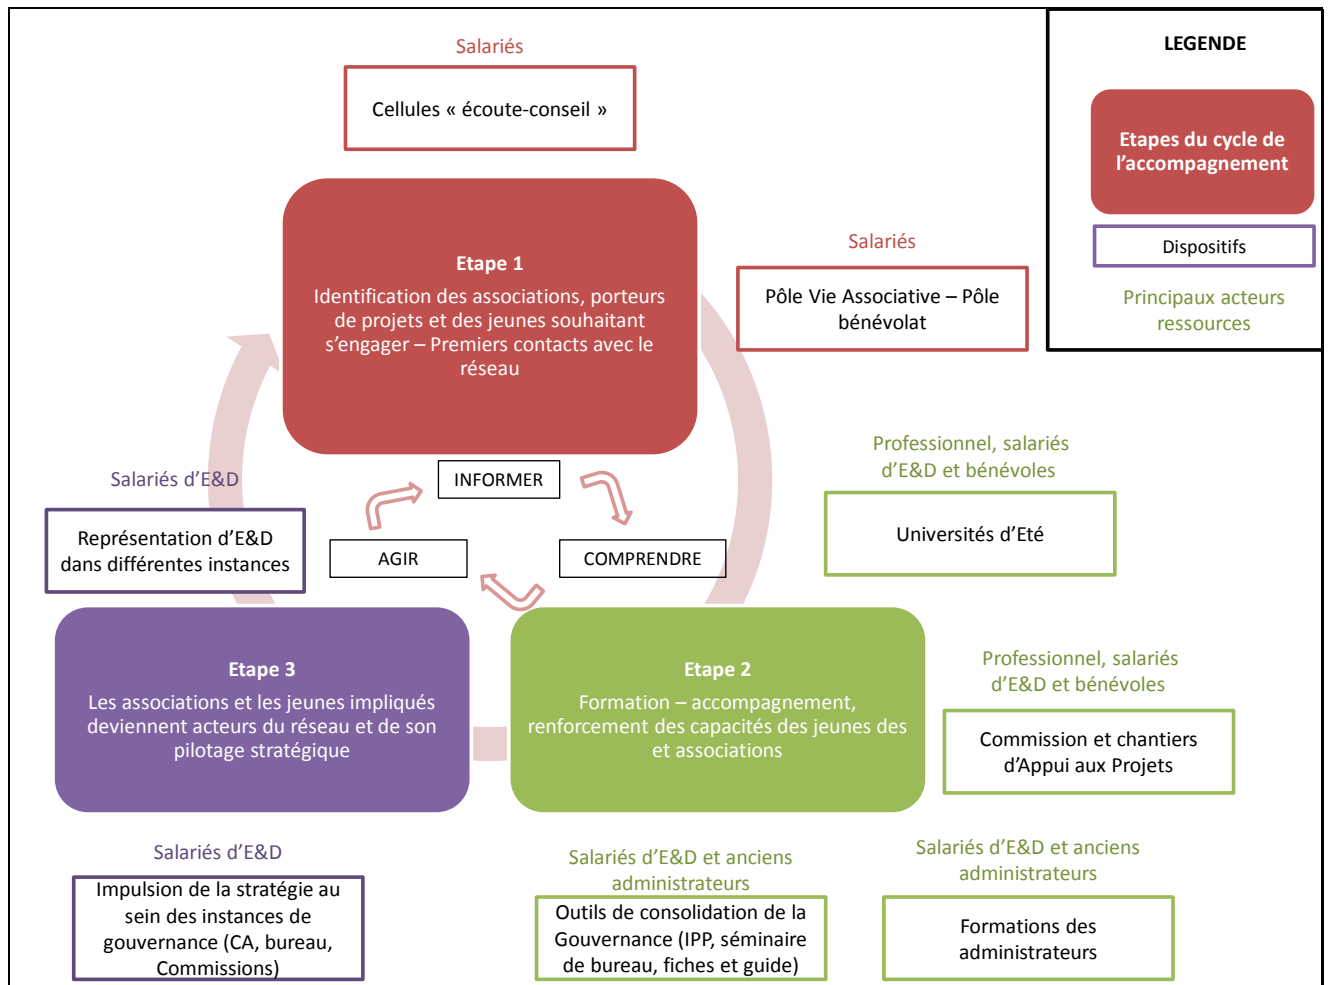 Salariés
Cellules « écoute-conseil »
LEGENDE
Etapes du cycle de
l’accompagnement
Dispositifs
Principaux acteurs
ressources
Etape 1
Identification des associations, porteurs
de projets et des jeunes souhaitant
s’engager – Premiers contacts avec le
réseau
Salariés
Pôle Vie Associative – Pôle
bénévolat
Professionnel, salariés
d’E&D et bénévoles
Universités d’Eté
Salariés d’E&D
Représentation d’E&D
dans différentes instances
INFORMER
COMPRENDRE
AGIR
Etape 3
Les associations et les jeunes impliqués
deviennent acteurs du réseau et de son
pilotage stratégique
Etape 2
Formation – accompagnement,
renforcement des capacités des jeunes des
et associations
Professionnel, salariés
d’E&D et bénévoles
Commission et chantiers
d’Appui aux Projets
Salariés d’E&D
Impulsion de la stratégie au
sein des instances de
gouvernance (CA, bureau,
Commissions)
Salariés d’E&D et anciens
administrateurs
Outils de consolidation de la
Gouvernance (IPP, séminaire
de bureau, fiches et guide)
Salariés d’E&D et anciens
administrateurs
Formations des
administrateurs